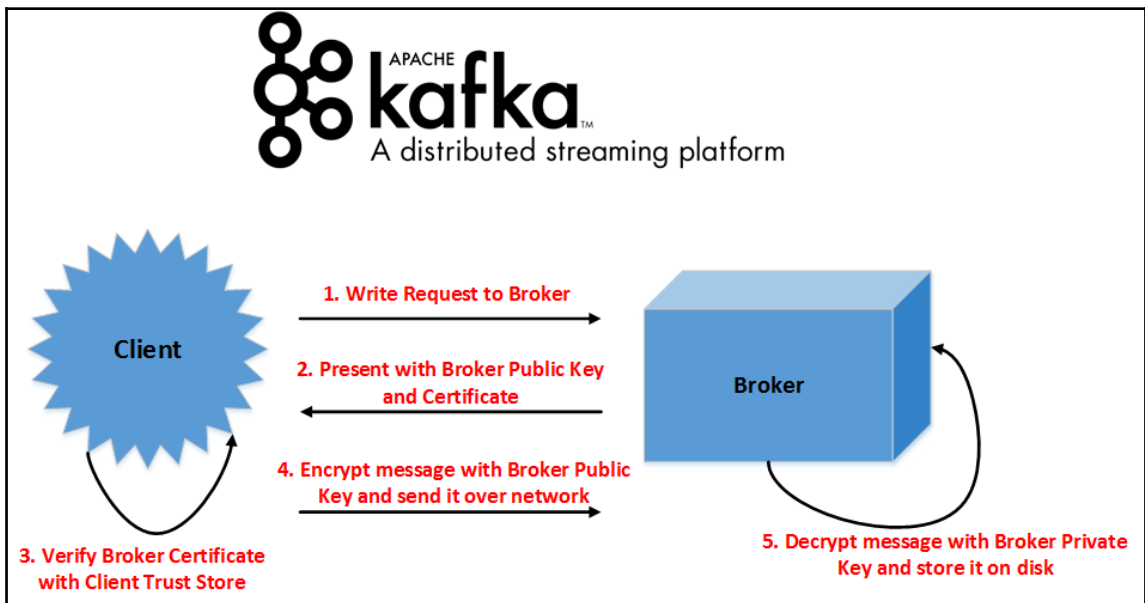 APACHE
kafka
TM
A distributed streaming platform
1. Write Request to Broker
Client
2. Present with Broker Public Key
and Certificate
Broker
4. Encrypt message with Broker Public
Key and send it over network
3. Verify Broker Certificate
with Client Trust Store
5. Decrypt message with Broker Private
Key and store it on disk